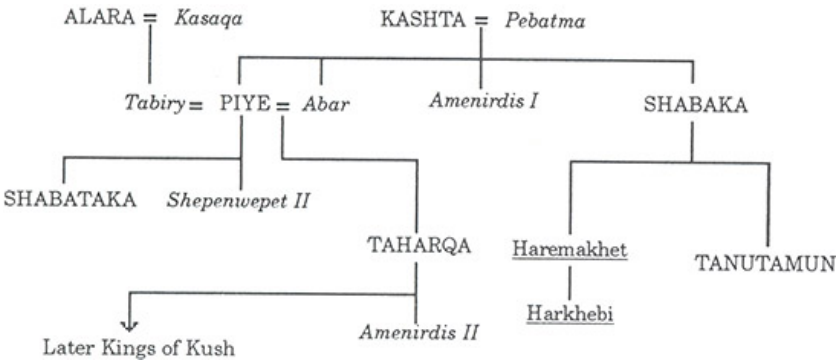 ALARA = Kasaqa KASHTA = Pebatma
Tabiry = PIYE = Abar Amenirdis I SHABAKA
SHABATAKA Shepenwepet II
TAHARQA Haremakhet TANUTAMUN
Harkhebi
Later Kings of Kush Amenirdis II